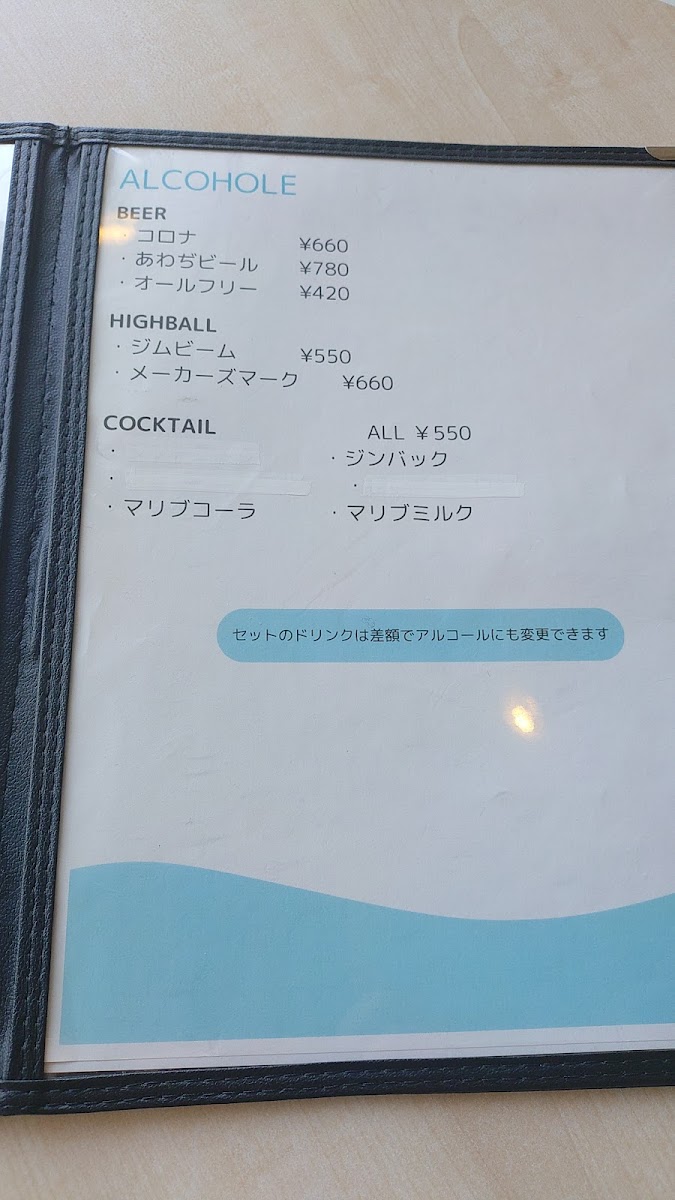 ALCOHOLE
BEER
・コロナ ¥660
・あわぢビール ¥780
・オールフリー ¥420
HIGHBALL
・ジムビーム ¥550
・メーカーズマーク ¥660
COCKTAIL ALL ¥550
・ ・ジンバック
・ ・
・マリブコーラ ・マリブミルク
セットのドリンクは差額でアルコールにも変更できます